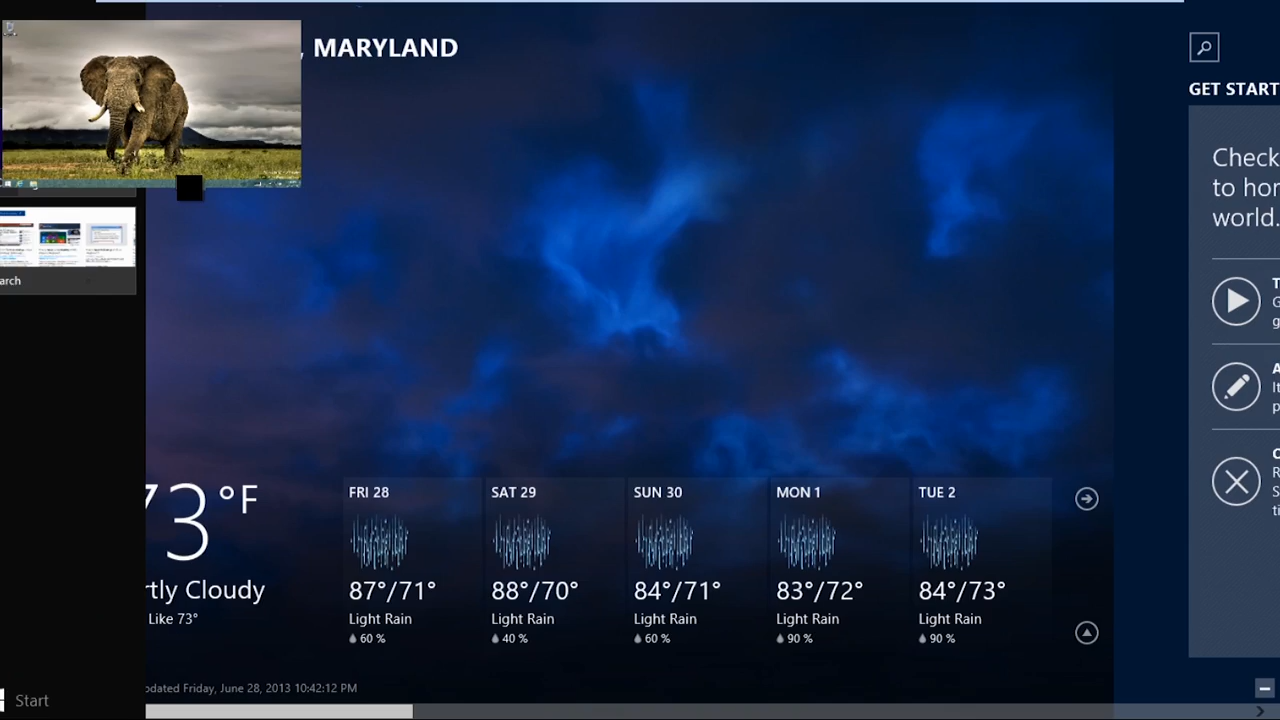 , MARYLAND
GET START
Check
to hor
world.
arch
73°F
rtly Cloudy
Like 73°
FRI 28
87°/71°
Light Rain
60 %
SAT 29
88°/70°
Light Rain
40 %
SUN 30
84°/71°
Light Rain
60 %
MON 1
83°/72°
Light Rain
90 %
TUE 2
84°/73°
Light Rain
90 %
pdated Friday, June 28, 2013 10:42:12 PM
Start